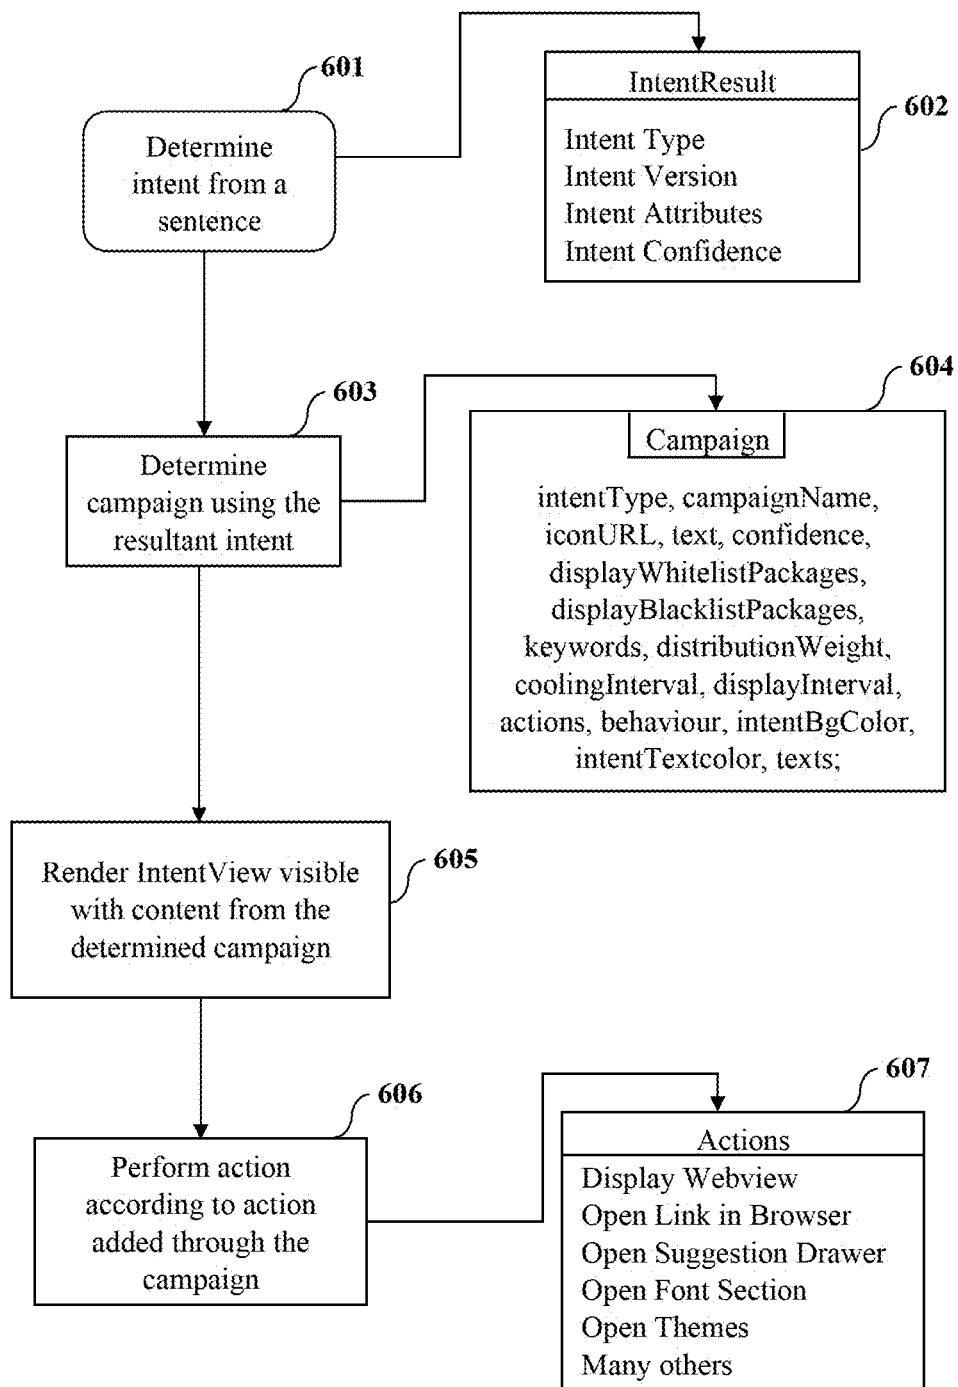 601
Determine
intent from a
sentence
IntentResult
602
Intent Type
Intent Version
Intent Attributes
Intent Confidence
603
Determine
campaign using the
resultant intent
604
Campaign
intentType, campaignName,
iconURL, text, confidence,
displayWhitelistPackages,
displayBlacklistPackages,
keywords, distributionWeight,
coolingInterval, displayInterval,
actions, behaviour, intentBgColor,
intentTextcolor, texts;
605
Render IntentView visible
with content from the
determined campaign
606
Perform action
according to action
added through the
campaign
607
Actions
Display Webview
Open Link in Browser
Open Suggestion Drawer
Open Font Section
Open Themes
Many others